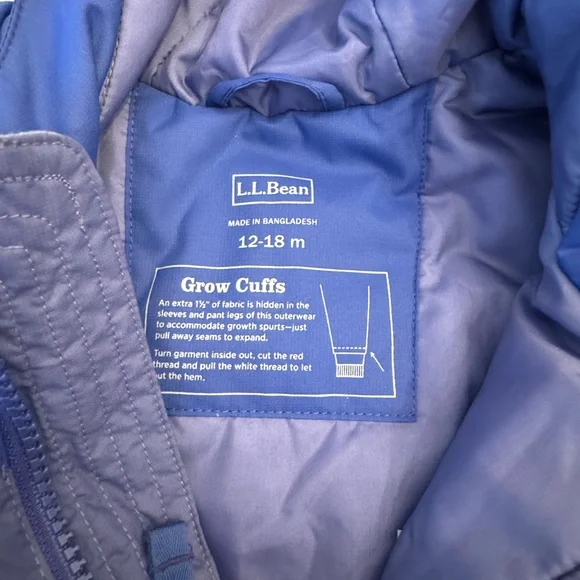 L.L.Bean
MADE IN BANGLADESH
12-18 m
Grow Cuffs
An extra 1½" of fabric is hidden in the
sleeves and pant legs of this outerwear
to accommodate growth spurts—just
pull away seams to expand.
Turn garment inside out, cut the red
thread and pull the white thread to let
out the hem.